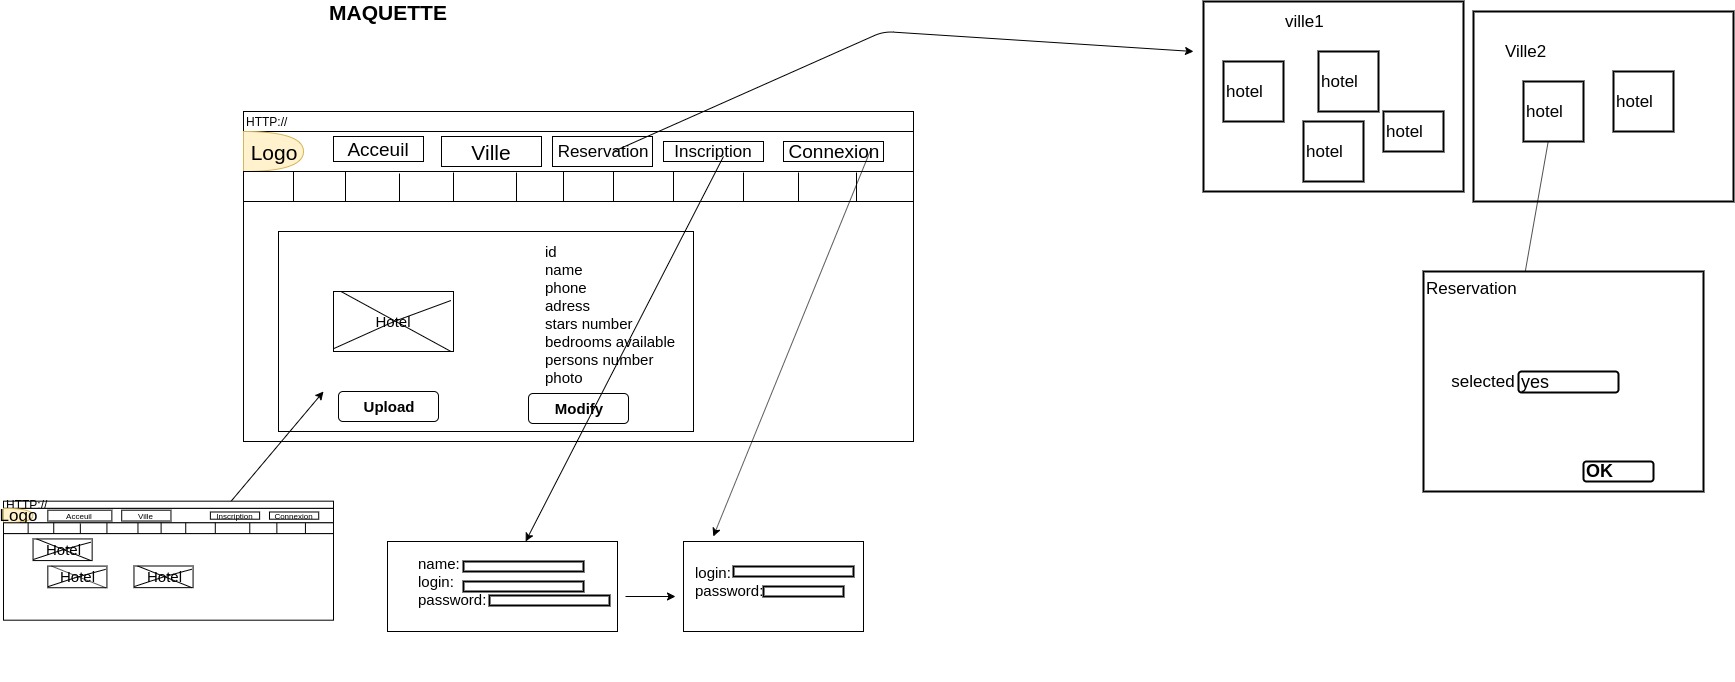 MAQUETTE
HTTP://
Logo
Acceuil
Ville
Reservation
Inscription
Connexion
Hotel
id
name
phone
adress
stars number
bedrooms available
persons number
photo
Upload
Modify
ville1
hotel
hotel
hotel
hotel
Ville2
hotel
hotel
Reservation
selected yes
OK
HTTP://
Logo
Acceuil
Ville
Inscription
Connexion
Hotel
Hotel
Hotel
name:
login:
password:
login:
password: